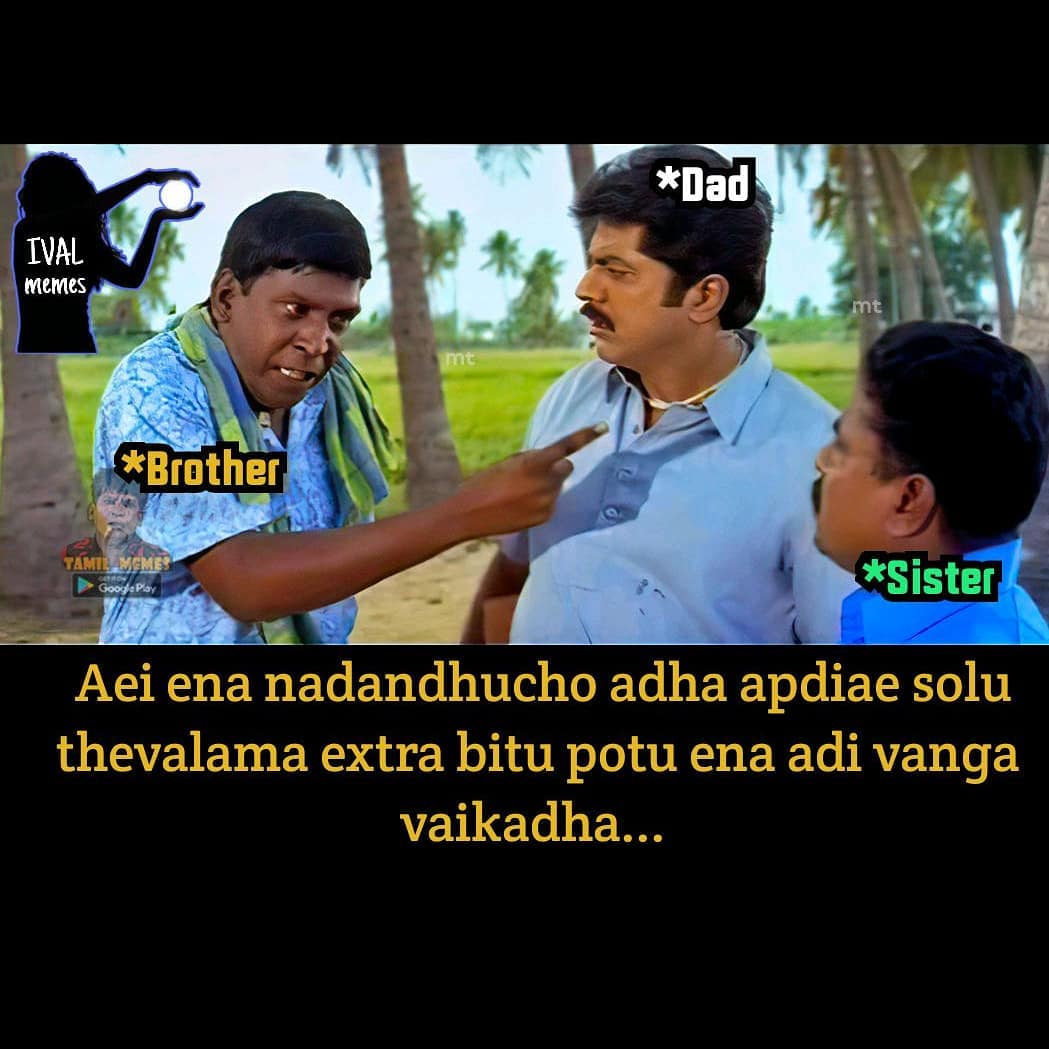 *Dad
IVAL
memes
mt
mt
*Brother
TAMIL MEMES
GET IT ON
Google Play
*Sister
Aei ena nadandhucho adha apdiae solu
thevalama extra bitu potu ena adi vanga
vaikadha...